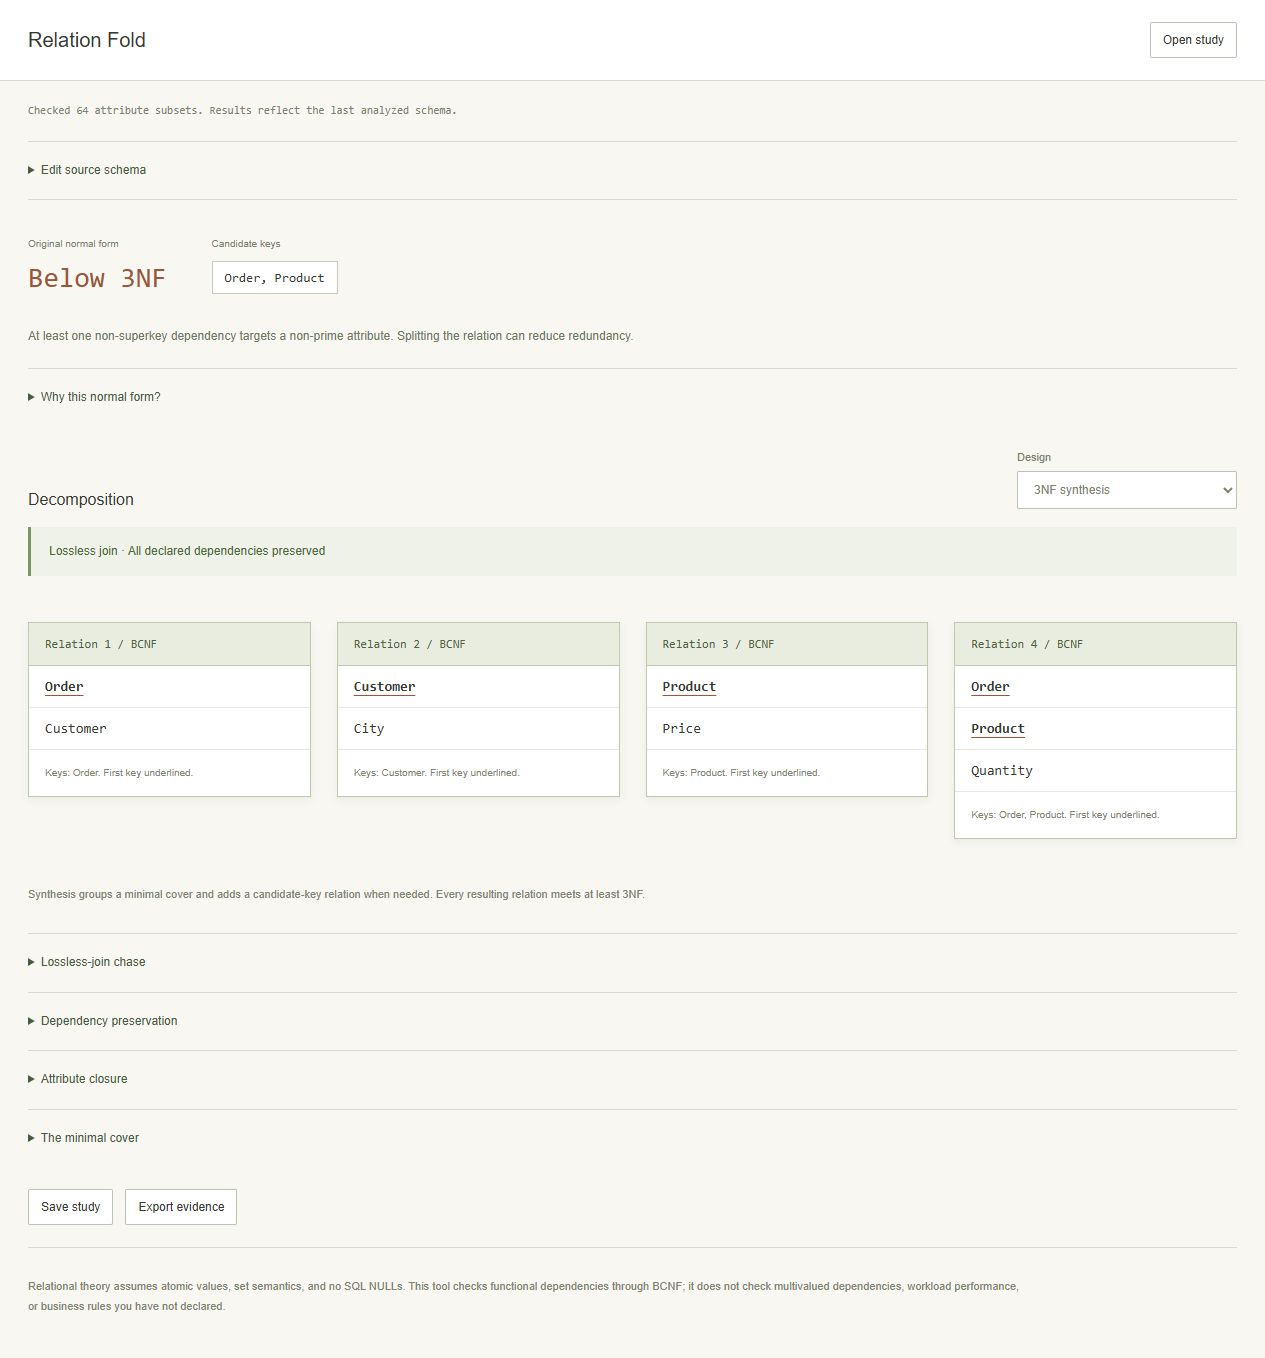 Relation Fold
Open study
Checked 64 attribute subsets. Results reflect the last analyzed schema.
Edit source schema
Original normal form
Candidate keys
Below 3NF
Order, Product
At least one non-superkey dependency targets a non-prime attribute. Splitting the relation can reduce redundancy.
Why this normal form?
Design
3NF synthesis
Decomposition
Lossless join · All declared dependencies preserved
Relation 1 / BCNF
Order
Customer
Keys: Order. First key underlined.
Relation 2 / BCNF
Customer
City
Keys: Customer. First key underlined.
Relation 3 / BCNF
Product
Price
Keys: Product. First key underlined.
Relation 4 / BCNF
Order
Product
Quantity
Keys: Order, Product. First key underlined.
Synthesis groups a minimal cover and adds a candidate-key relation when needed. Every resulting relation meets at least 3NF.
Lossless-join chase
Dependency preservation
Attribute closure
The minimal cover
Save study
Export evidence
Relational theory assumes atomic values, set semantics, and no SQL NULLs. This tool checks functional dependencies through BCNF; it does not check multivalued dependencies, workload performance,
or business rules you have not declared.